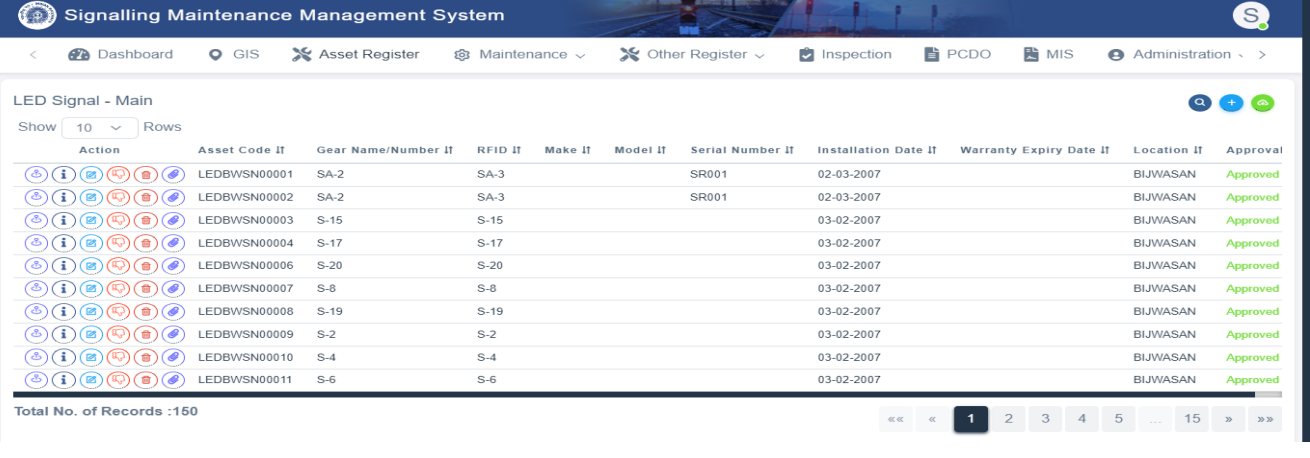 Signalling Maintenance Management System S
< Dashboard GIS Asset Register Maintenance Other Register Inspection PCDO MIS Administration >
LED Signal - Main
Show 10 Rows
Action Asset Code Gear Name/Number RFID Make Model Serial Number Installation Date Warranty Expiry Date Location Approval
LEDBWSN00001 SA-2 SA-3 SR001 02-03-2007 BIJWASAN Approved
LEDBWSN00002 SA-2 SA-3 SR001 02-03-2007 BIJWASAN Approved
LEDBWSN00003 S-15 S-15 03-02-2007 BIJWASAN Approved
LEDBWSN00004 S-17 S-17 03-02-2007 BIJWASAN Approved
LEDBWSN00006 S-20 S-20 03-02-2007 BIJWASAN Approved
LEDBWSN00007 S-8 S-8 03-02-2007 BIJWASAN Approved
LEDBWSN00008 S-19 S-19 03-02-2007 BIJWASAN Approved
LEDBWSN00009 S-2 S-2 03-02-2007 BIJWASAN Approved
LEDBWSN00010 S-4 S-4 03-02-2007 BIJWASAN Approved
LEDBWSN00011 S-6 S-6 03-02-2007 BIJWASAN Approved
Total No. of Records :150 «« « 1 2 3 4 5 ... 15 » »»